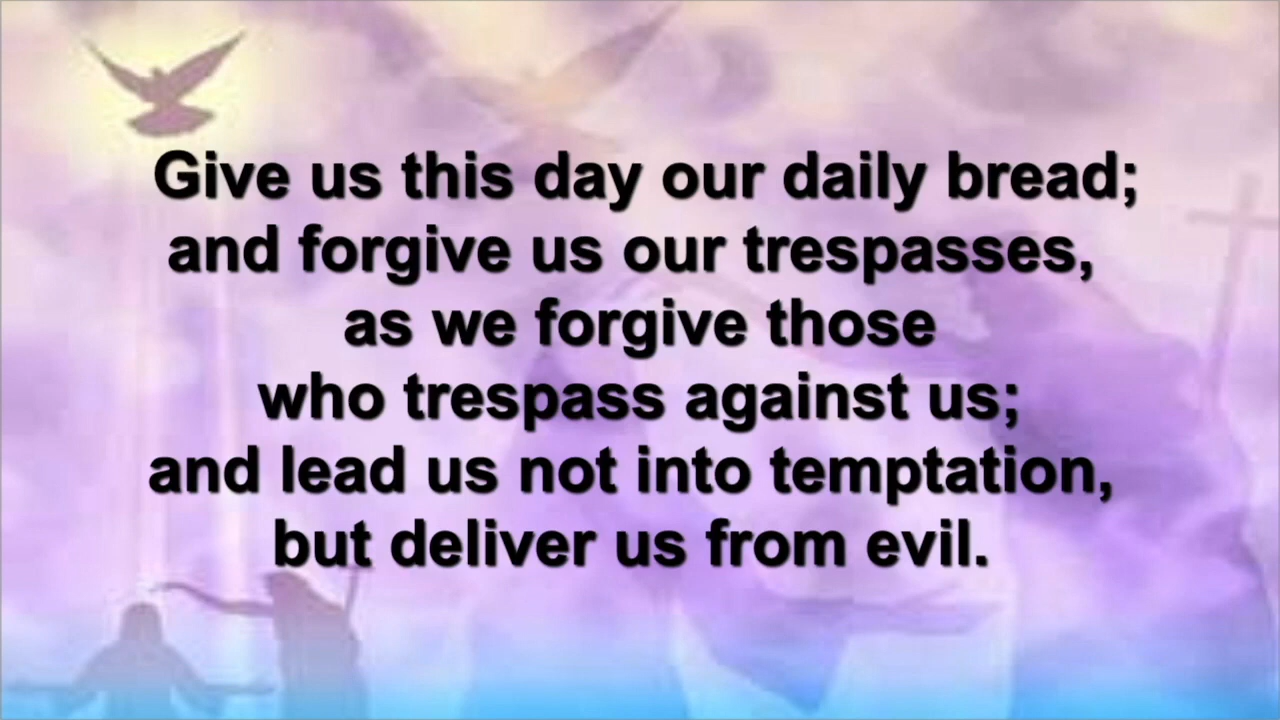 Give us this day our daily bread;
and forgive us our trespasses,
as we forgive those
who trespass against us;
and lead us not into temptation,
but deliver us from evil.